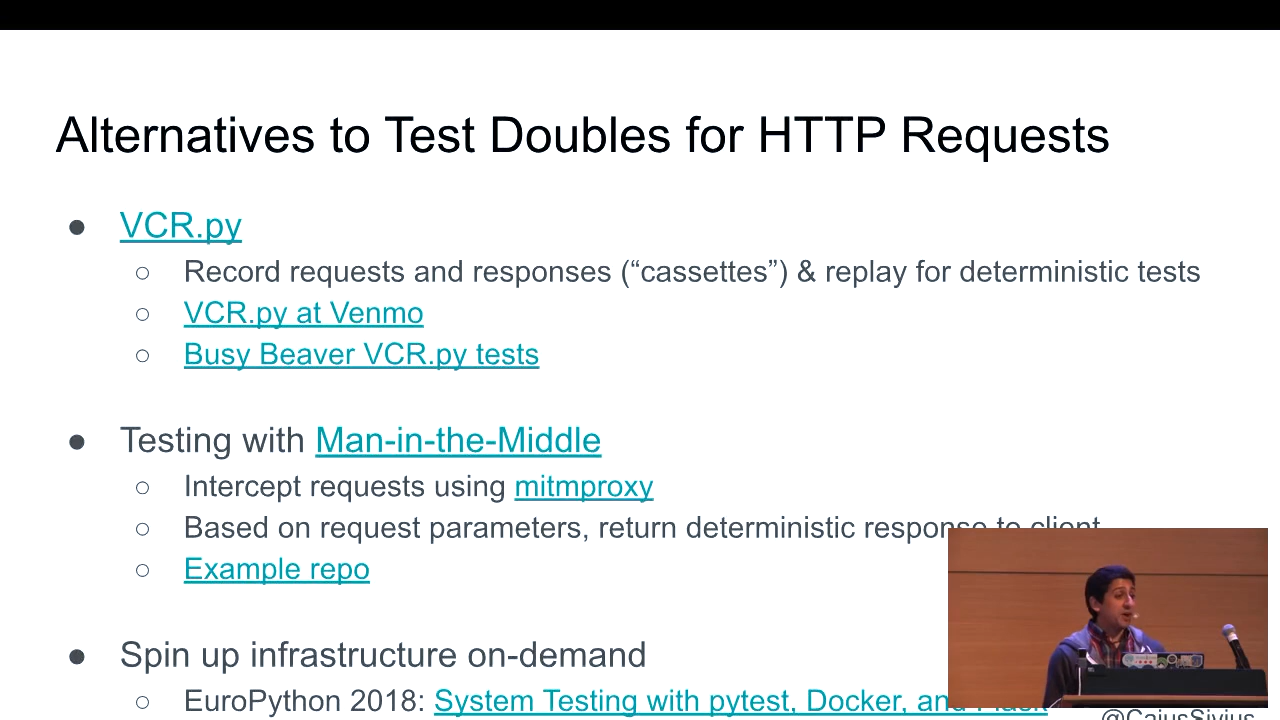 Alternatives to Test Doubles for HTTP Requests
● VCR.py
○ Record requests and responses (“cassettes”) & replay for deterministic tests
○ VCR.py at Venmo
○ Busy Beaver VCR.py tests
● Testing with Man-in-the-Middle
○ Intercept requests using mitmproxy
○ Based on request parameters, return deterministic response to client
○ Example repo
● Spin up infrastructure on-demand
○ EuroPython 2018: System Testing with pytest, Docker, and Flask
@CaiusSivjus